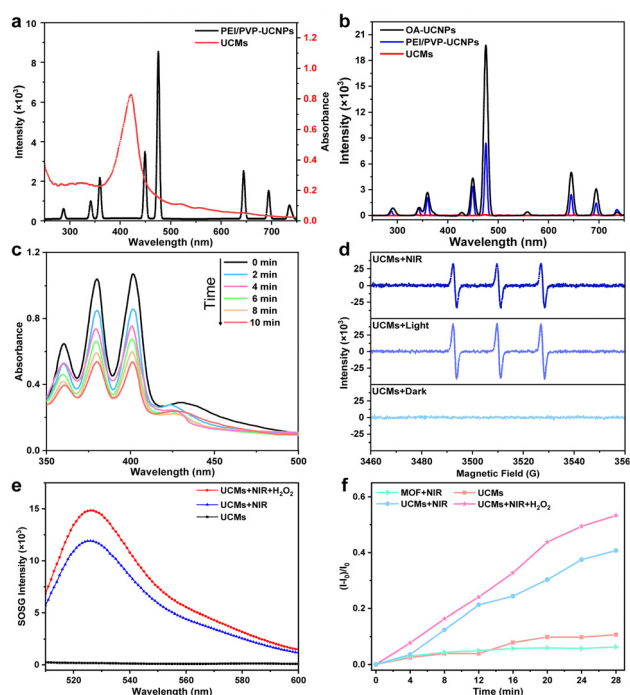 a
PEI/PVP-UCNPs
UCMs
Intensity (×10³)
10
8
6
4
2
0
Absorbance
1.2
1.0
0.8
0.6
0.4
0.2
0.0
300 400 500 600 700
Wavelength (nm)
b
OA-UCNPs
PEI/PVP-UCNPs
UCMs
Intensity (×10³)
21
18
15
12
9
6
3
0
300 400 500 600 700
Wavelength (nm)
c
Time
0 min
2 min
4 min
6 min
8 min
10 min
Absorbance
1.2
0.8
0.4
0.0
350 400 450 500
Wavelength (nm)
d
UCMs+NIR
UCMs+Light
UCMs+Dark
Intensity (×10³)
25
0
-25
25
0
-25
25
0
-25
3460 3480 3500 3520 3540 3560
Magnetic Field (G)
e
UCMs+NIR+H₂O₂
UCMs+NIR
UCMs
SOSG Intensity (×10³)
15
10
5
0
520 540 560 580 600
Wavelength (nm)
f
MOF+NIR UCMs
UCMs+NIR UCMs+NIR+H₂O₂
(I-I₀)/I₀
0.6
0.4
0.2
0.0
0 4 8 12 16 20 24 28
Time (min)